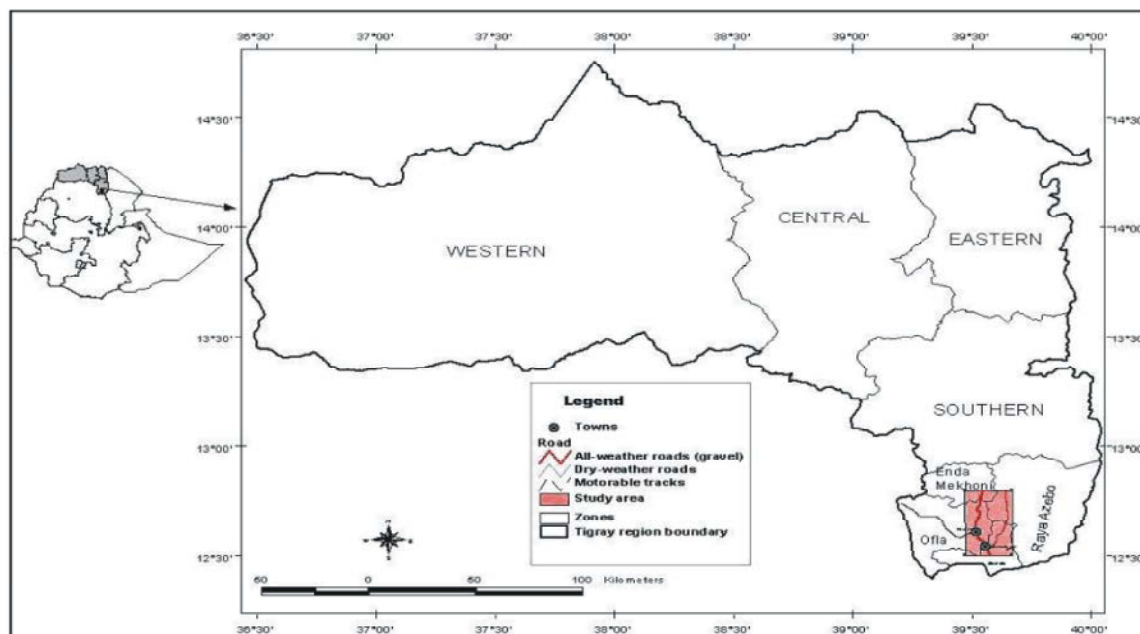 36°30' 37°00' 37°30' 38°00' 38°30' 39°00' 39°30' 40°00'
14°30' 14°30'
14°00' 14°00'
13°30' 13°30'
13°00' 13°00'
12°30' 12°30'
WESTERN
CENTRAL
EASTERN
SOUTHERN
Enda
Mekhoni
Ofla
Raya Azebo
Legend
Towns
Road
All-weather roads (gravel)
Dry-weather roads
Motorable tracks
Study area
Zones
Tigray region boundary
60 0 60 100 Kilometers
36°30' 37°00' 37°30' 38°00' 38°30' 39°00' 39°30' 40°00'